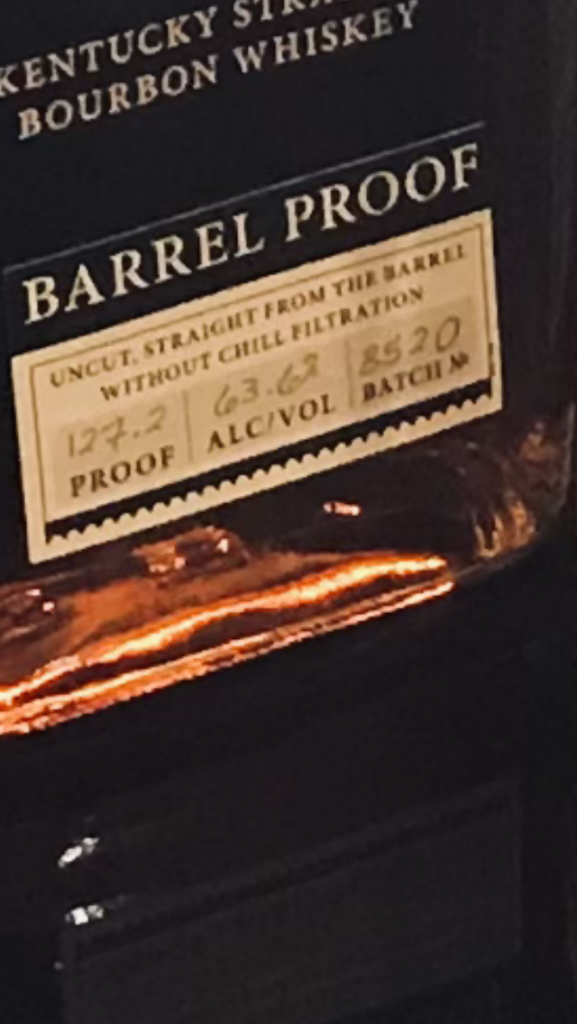 KENTUCKY STRA
BOURBON WHISKEY
BARREL PROOF
UNCUT, STRAIGHT FROM THE BARREL
WITHOUT CHILL FILTRATION
127.2 63.6% B520
PROOF ALC/VOL BATCH №